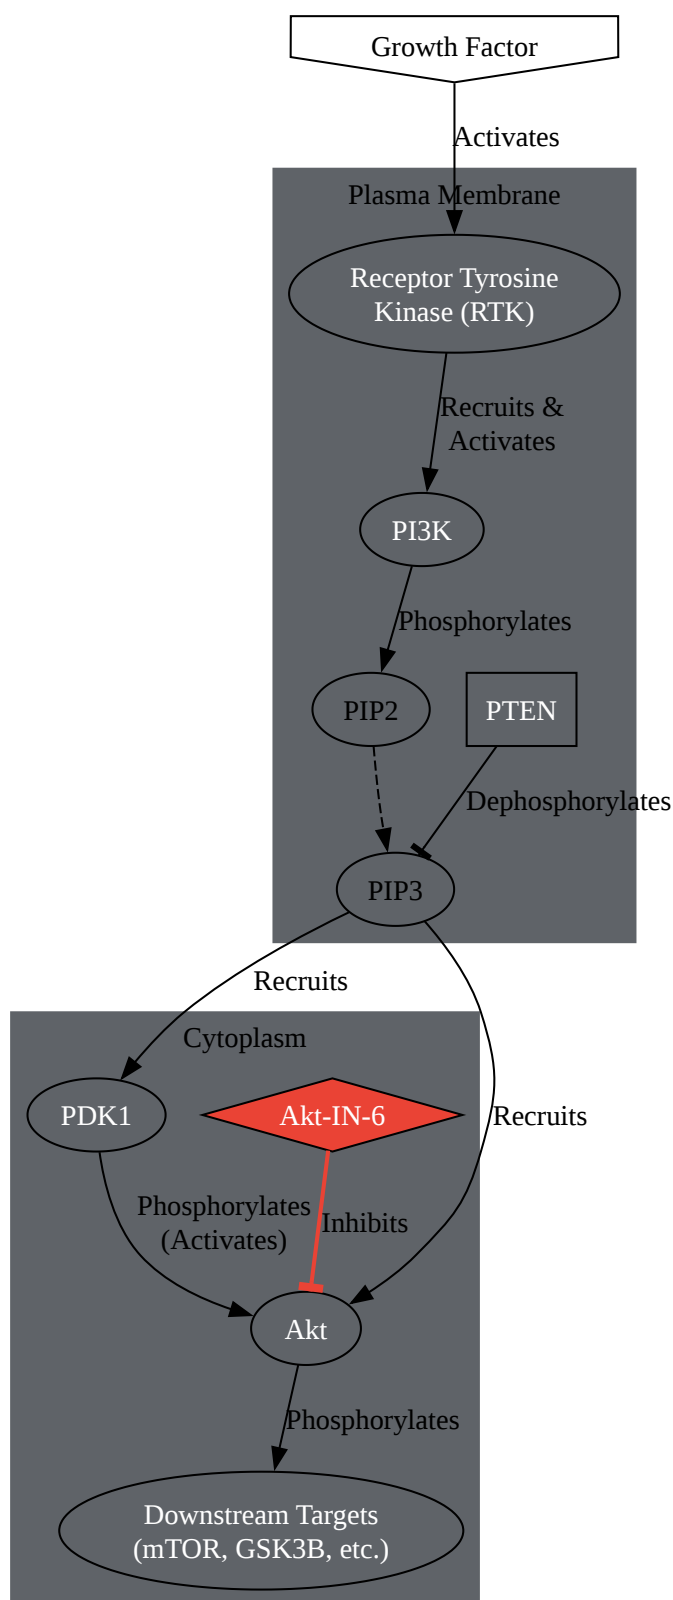 Growth Factor
Activates
Plasma Membrane
Receptor Tyrosine
Kinase (RTK)
Recruits &
Activates
PI3K
Phosphorylates
PIP2
PTEN
Dephosphorylates
PIP3
Recruits
Cytoplasm
PDK1
Akt-IN-6
Recruits
Phosphorylates
(Activates)
Inhibits
Akt
Phosphorylates
Downstream Targets
(mTOR, GSK3B, etc.)